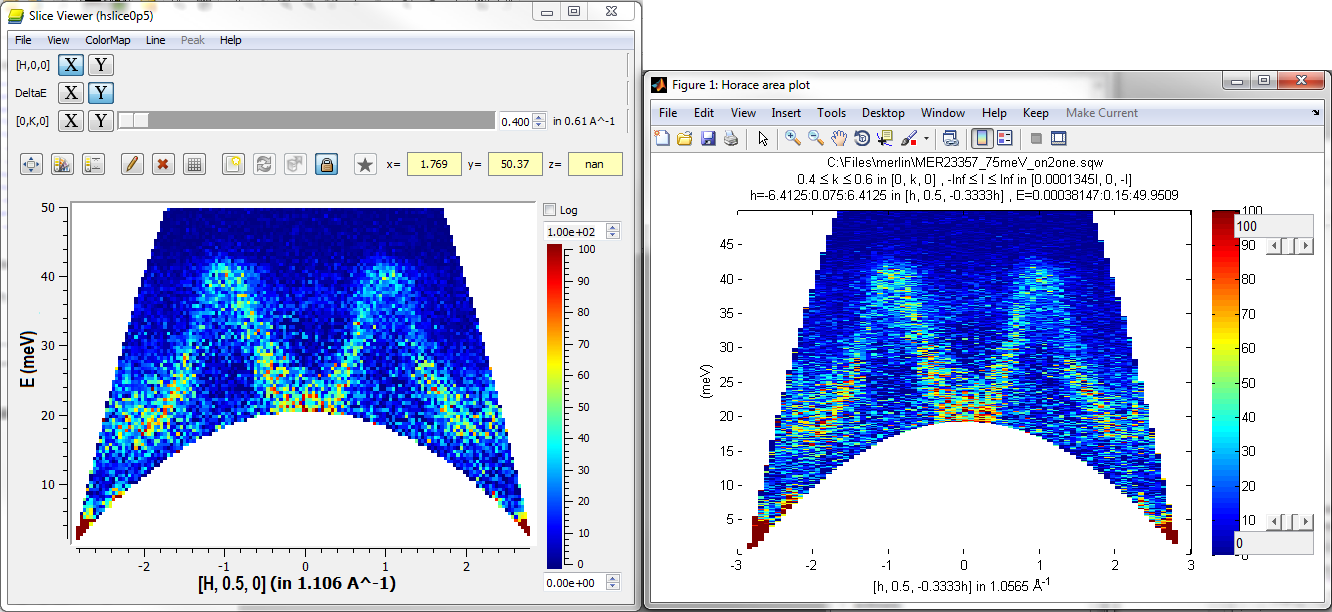 Slice Viewer (hslice0p5)
File View ColorMap Line Peak Help
[H,0,0] X Y
DeltaE X Y
[0,K,0] X Y 0.400 in 0.61 A^-1
x= 1.769 y= 50.37 z= nan
Log
1.00e+02
100
90
80
70
60
50
40
30
20
10
0
0.00e+00
50
40
30
20
10
E (meV)
-2 -1 0 1 2
[H, 0.5, 0] (in 1.106 A^-1)
Figure 1: Horace area plot
File Edit View Insert Tools Desktop Window Help Keep Make Current
C:\Files\merlin\MER23357_75meV_on2one.sqw
0.4 ≤ k ≤ 0.6 in [0, k, 0] , -Inf ≤ l ≤ Inf in [0.0001345l, 0, -l]
h=-6.4125:0.075:6.4125 in [h, 0.5, -0.3333h] , E=0.00038147:0.15:49.9509
45
40
35
30
25
20
15
10
5
(meV)
-3 -2 -1 0 1 2 3
[h, 0.5, -0.3333h] in 1.0565 Å-1
100
100
90
80
70
60
50
40
30
20
10
0
0